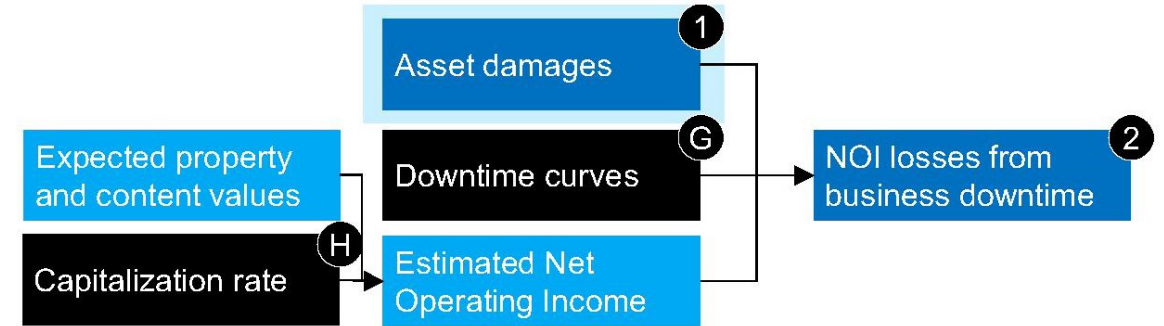 1
Asset damages
G
Downtime curves
Expected property
and content values
H
Capitalization rate
Estimated Net
Operating Income
2
NOI losses from
business downtime